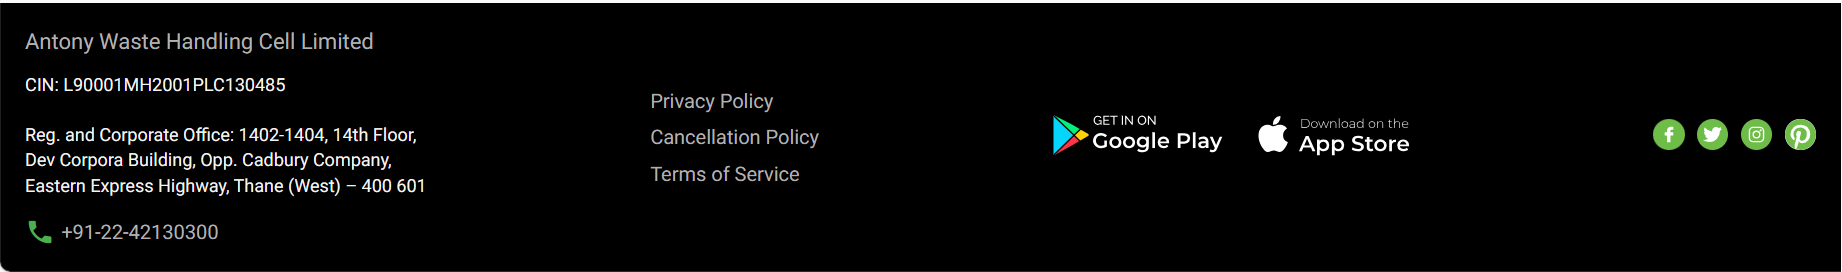 Antony Waste Handling Cell Limited
CIN: L90001MH2001PLC130485
Reg. and Corporate Office: 1402-1404, 14th Floor,
Dev Corpora Building, Opp. Cadbury Company,
Eastern Express Highway, Thane (West) – 400 601
+91-22-42130300
Privacy Policy
Cancellation Policy
Terms of Service
GET IN ON
Google Play
Download on the
App Store